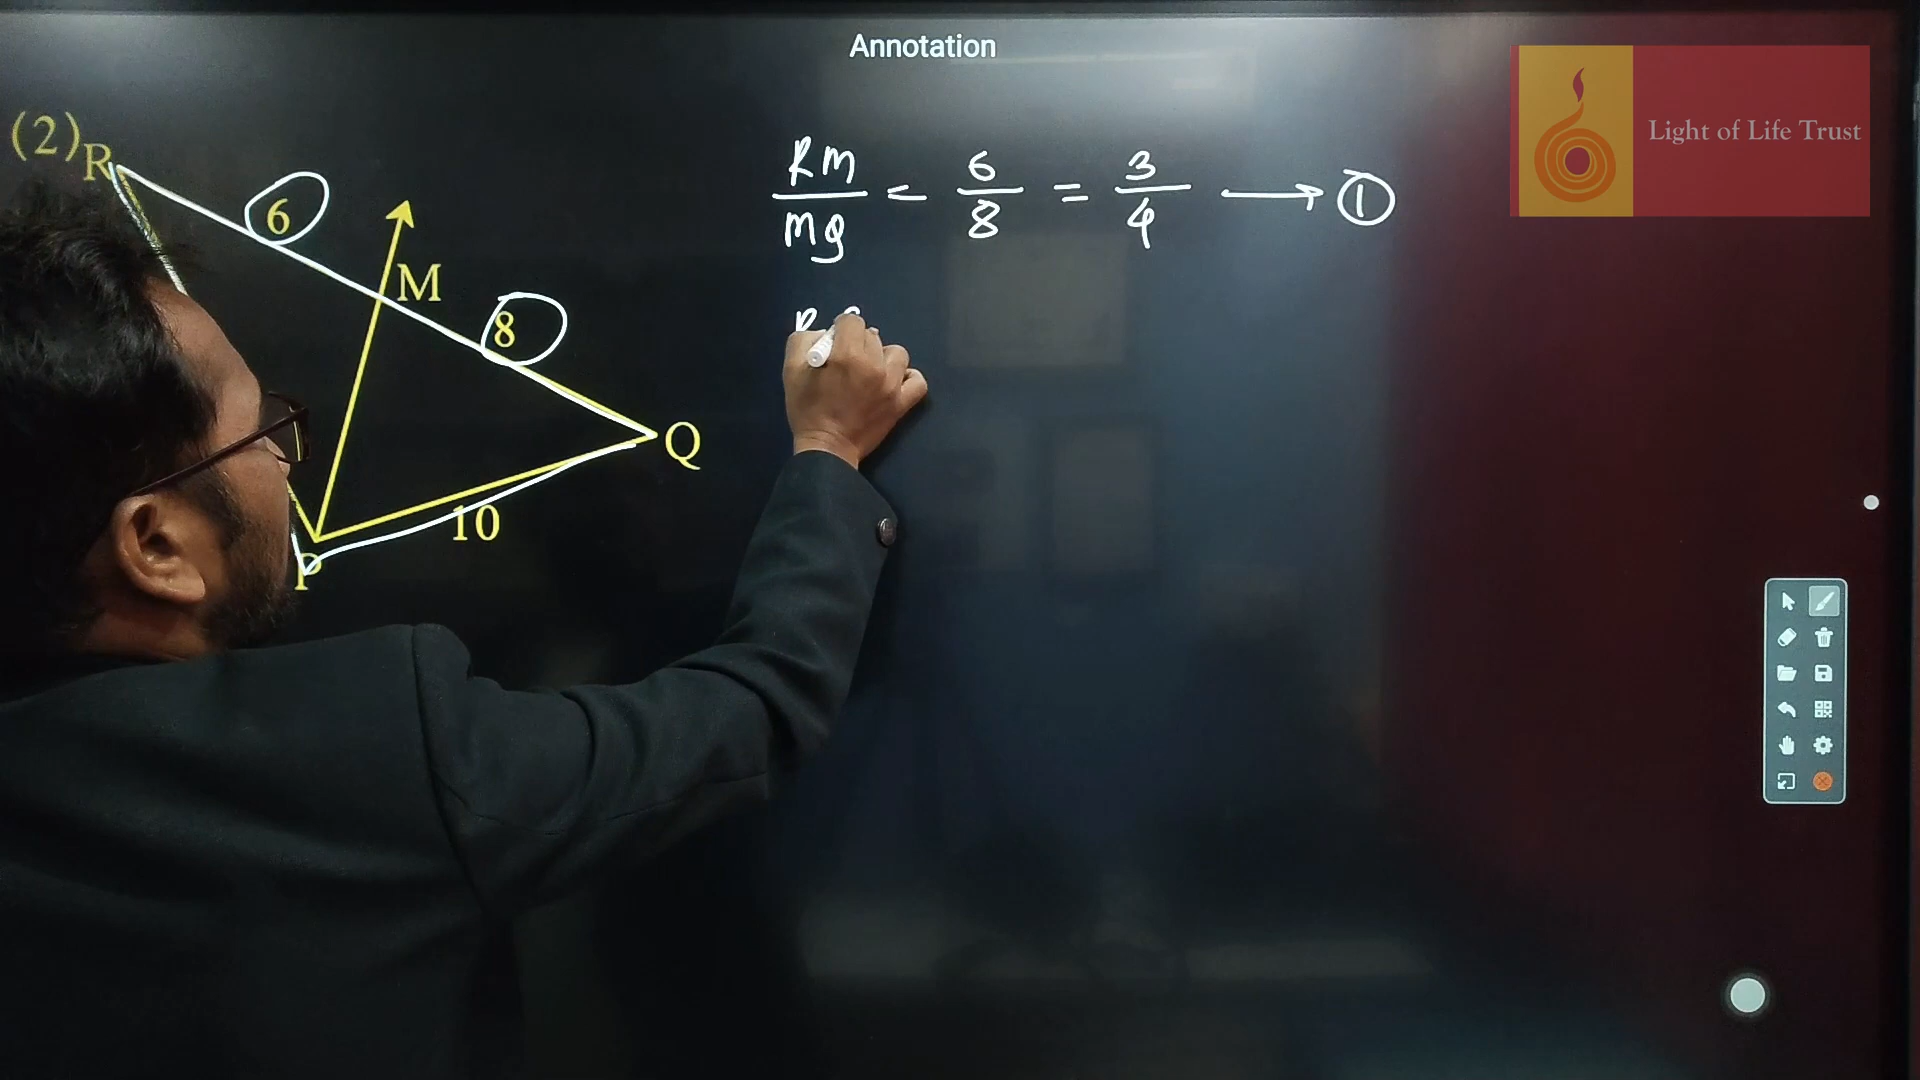 Annotation
Light of Life Trust
(2)
R
6
M
8
Q
10
P
RM/MQ = 6/8 = 3/4 → ①